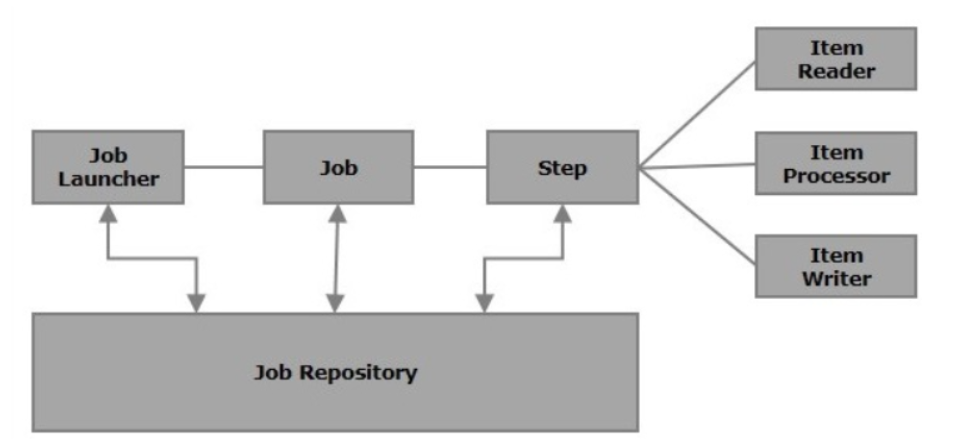 Item
Reader
Job
Launcher
Job
Step
Item
Processor
Item
Writer
Job Repository